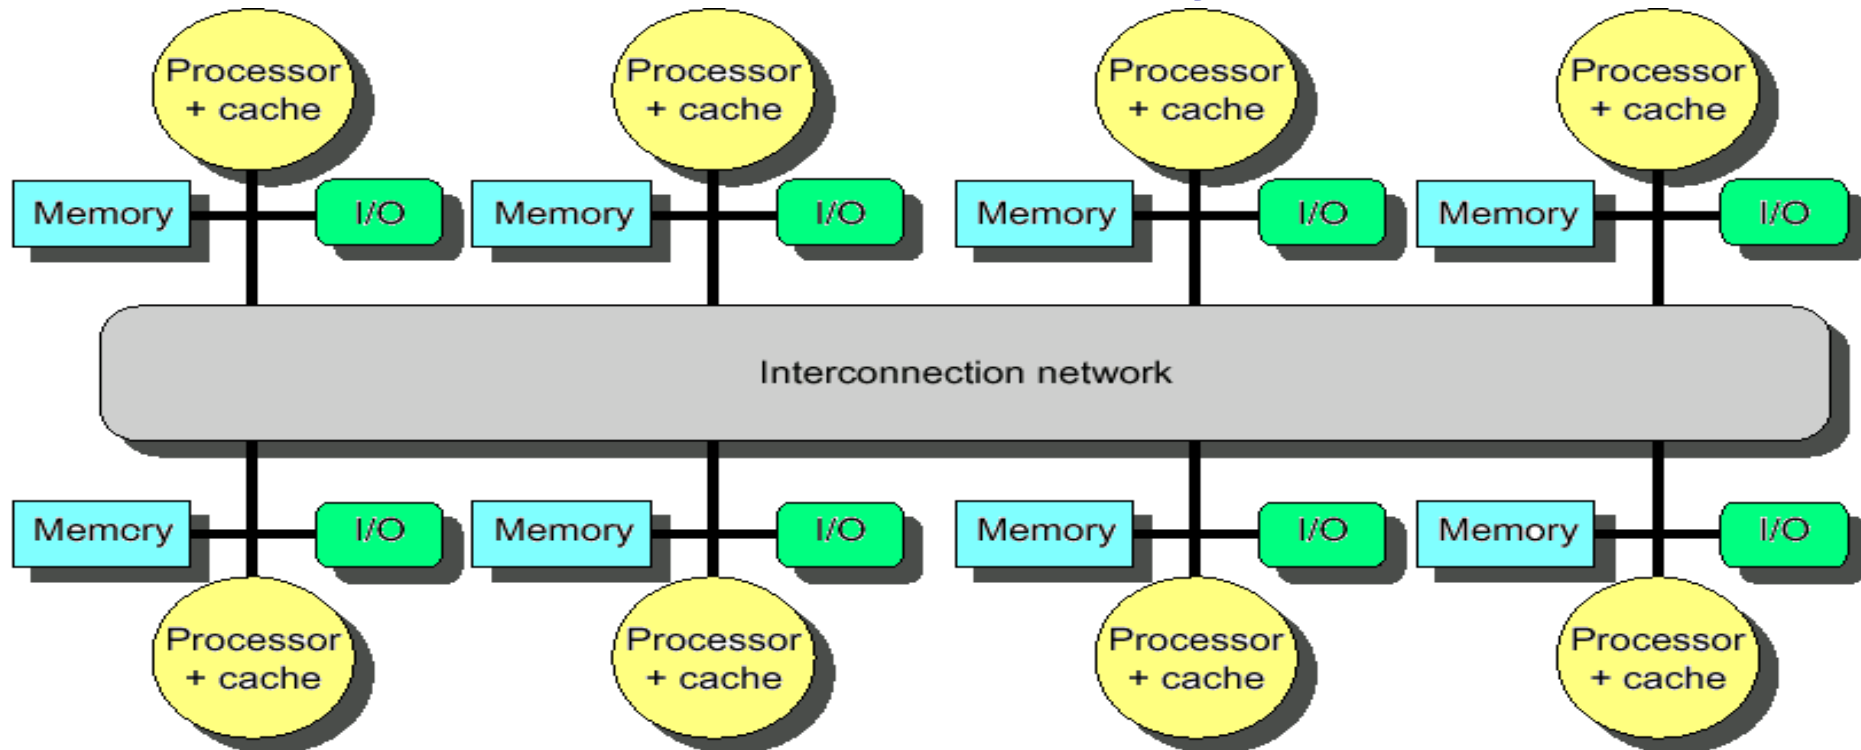 Processor
+ cache
Processor
+ cache
Processor
+ cache
Processor
+ cache
Memory
I/O
Memory
I/O
Memory
I/O
Memory
I/O
Interconnection network
Memory
I/O
Memory
I/O
Memory
I/O
Memory
I/O
Processor
+ cache
Processor
+ cache
Processor
+ cache
Processor
+ cache